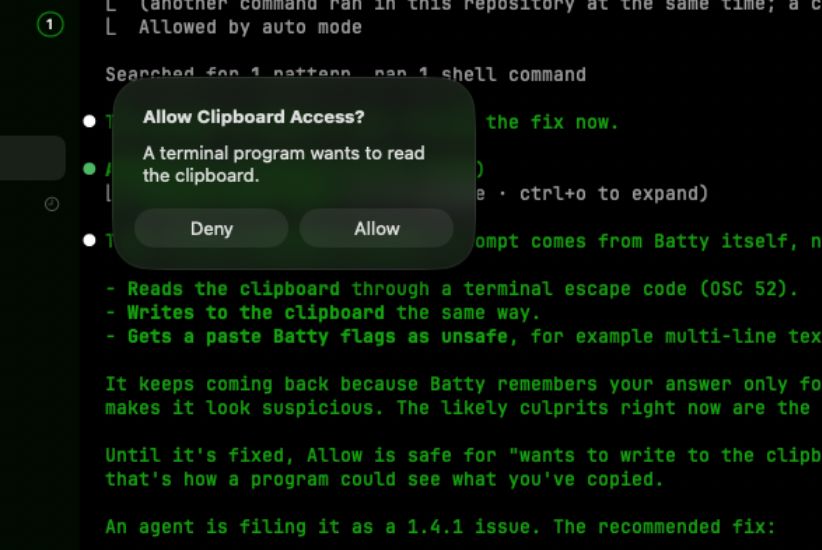 (another command ran in this repository at the same time; a c
1
Allowed by auto mode
Searched for 1 pattern, ran 1 shell command
Allow Clipboard Access?
the fix now.
A terminal program wants to read
the clipboard.
)
· ctrl+o to expand)
Deny
Allow
comes from Batty itself, n
- Reads the clipboard through a terminal escape code (OSC 52).
- Writes to the clipboard the same way.
- Gets a paste Batty flags as unsafe, for example multi-line tex
It keeps coming back because Batty remembers your answer only fo
makes it look suspicious. The likely culprits right now are the
Until it's fixed, Allow is safe for "wants to write to the clipb
that's how a program could see what you've copied.
An agent is filing it as a 1.4.1 issue. The recommended fix: